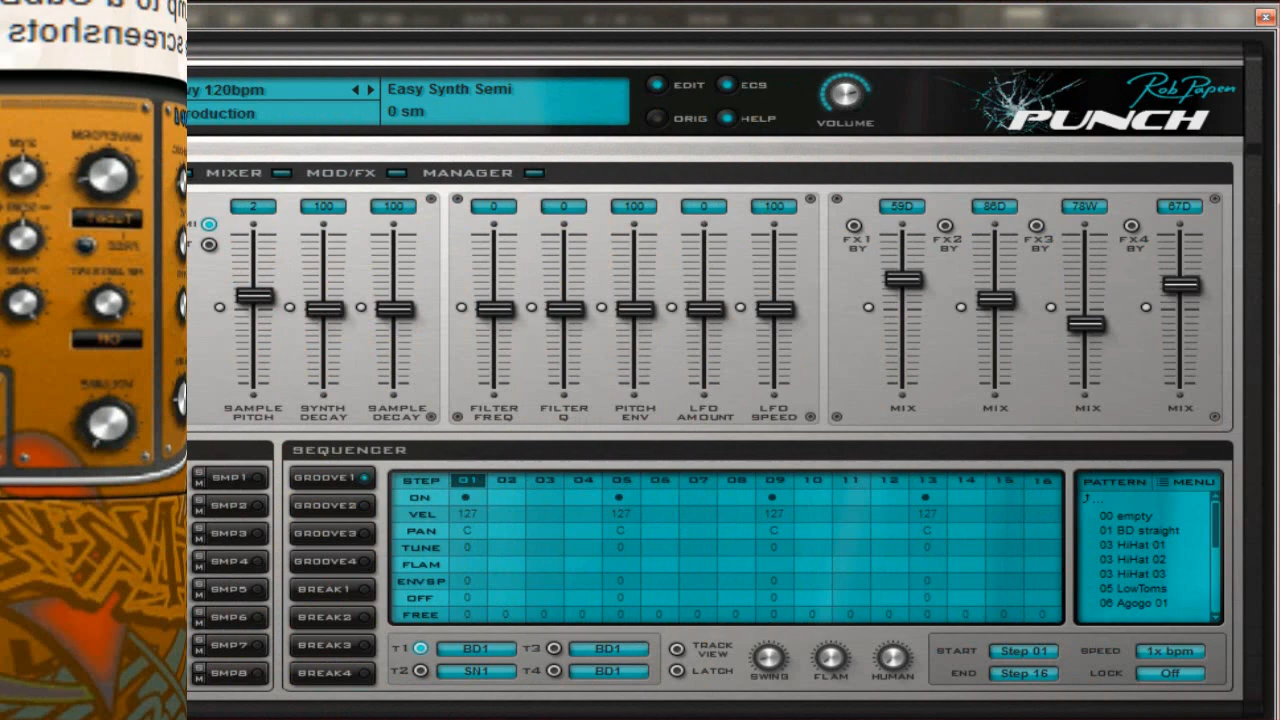 screenshots
vy 120bpm
Easy Synth Semi
0 sm
roduction
EDIT
ECS
ORIG
HELP
VOLUME
Rob Papen
PUNCH
MIXER
MOD/FX
MANAGER
2 100 100 0 0 100 0 100 59D 86D 78W 67D
FX1 BY
FX2 BY
FX3 BY
FX4 BY
SAMPLE PITCH
SYNTH DECAY
SAMPLE DECAY
FILTER FREQ
FILTER Q
PITCH ENV
LFO AMOUNT
LFO SPEED
MIX
MIX
MIX
MIX
WAVEFORM
VOLUME
S M SMP1
S M SMP2
S M SMP3
S M SMP4
S M SMP5
S M SMP6
S M SMP7
S M SMP8
SEQUENCER
GROOVE1
GROOVE2
GROOVE3
GROOVE4
BREAK1
BREAK2
BREAK3
BREAK4
STEP 01 02 03 04 05 06 07 08 09 10 11 12 13 14 15 16
ON
VEL 127 127 127 127
PAN C C C C
TUNE 0 0 0 0
FLAM
ENVSP 0 0 0 0
OFF 0 0 0 0
FREE 0 0 0 0 0 0 0 0 0 0 0 0 0 0 0 0
PATTERN MENU
...
00 empty
01 BD straight
03 HiHat 01
03 HiHat 02
03 HiHat 03
05 LowToms
06 Agogo 01
T1 BD1 T3 BD1
T2 SN1 T4 BD1
TRACK VIEW
LATCH
SWING
FLAM
HUMAN
START Step 01 SPEED 1x bpm
END Step 16 LOCK Off